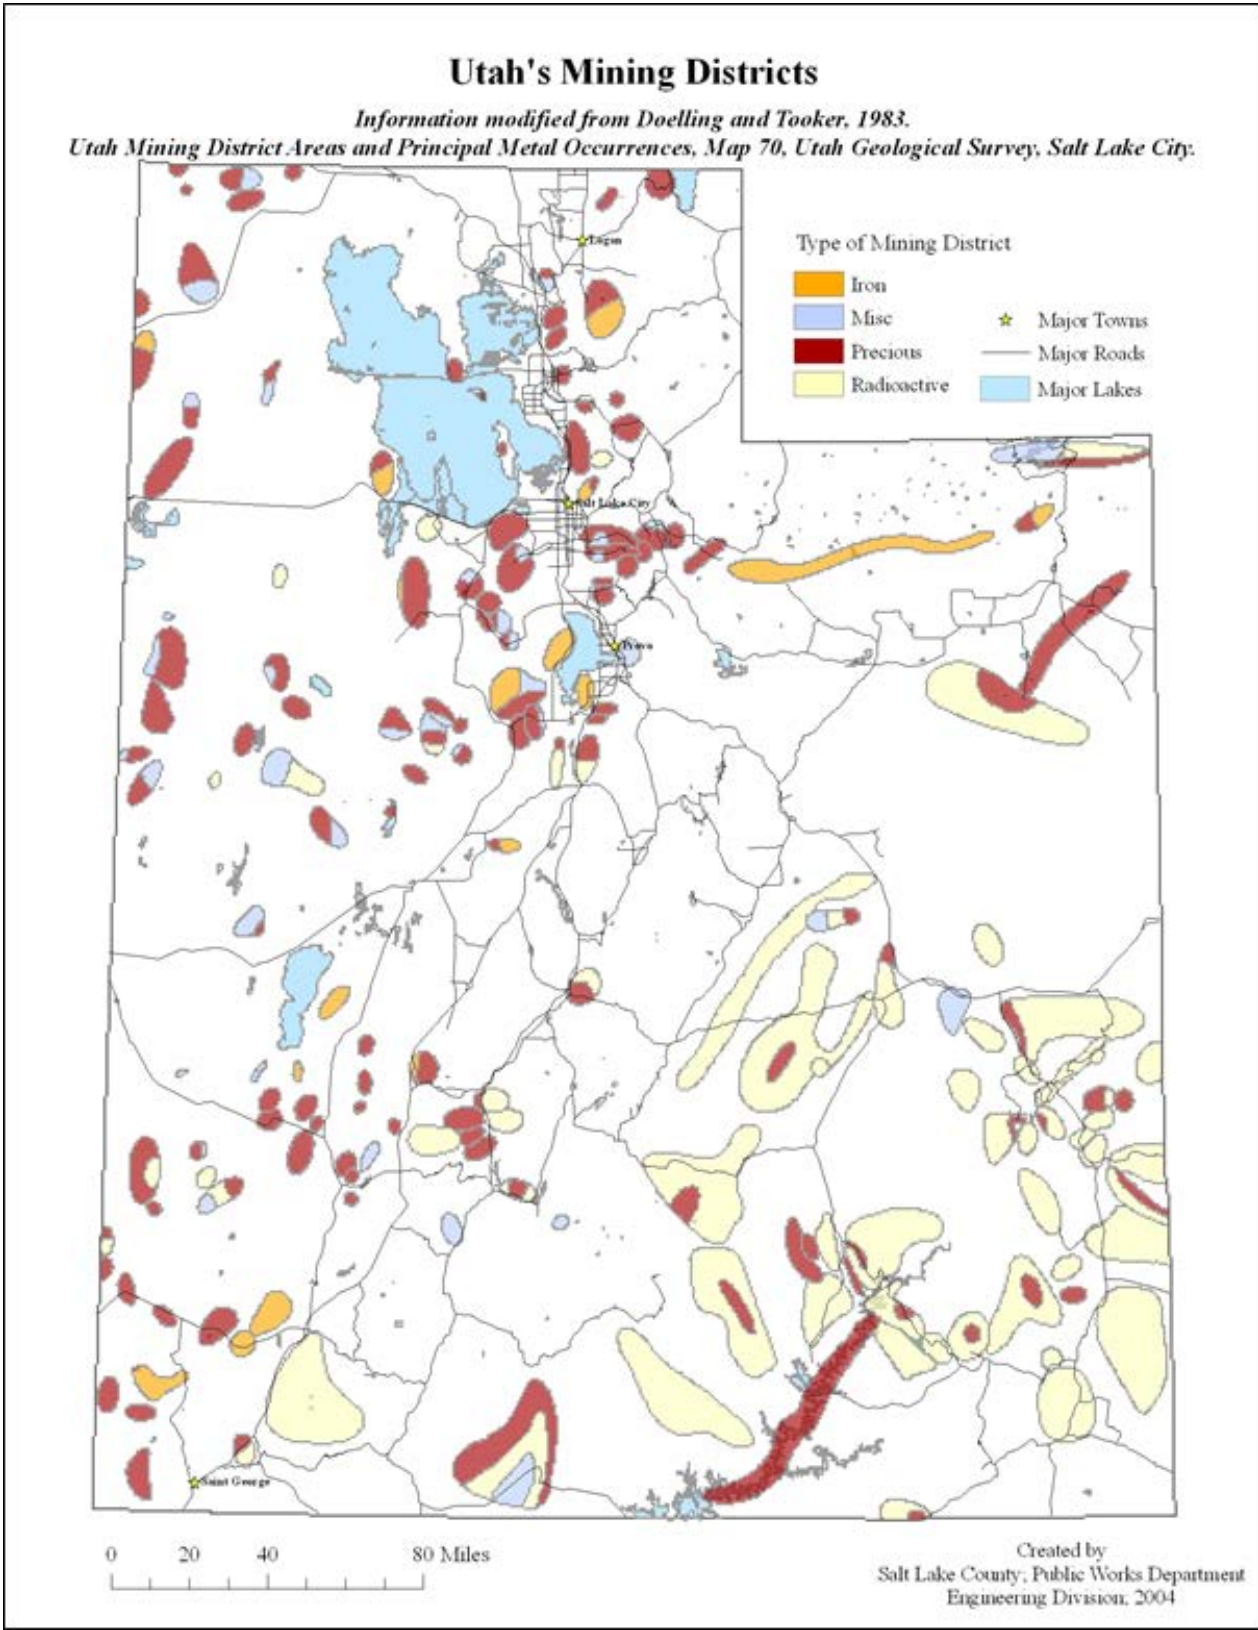 Utah's Mining Districts
Information modified from Doelling and Tooker, 1983.
Utah Mining District Areas and Principal Metal Occurrences, Map 70, Utah Geological Survey, Salt Lake City.
Type of Mining District
Iron
Misc
Precious
Radioactive
Major Towns
Major Roads
Major Lakes
Logan
Salt Lake City
Provo
Saint George
0 20 40 80 Miles
Created by
Salt Lake County; Public Works Department
Engineering Division; 2004